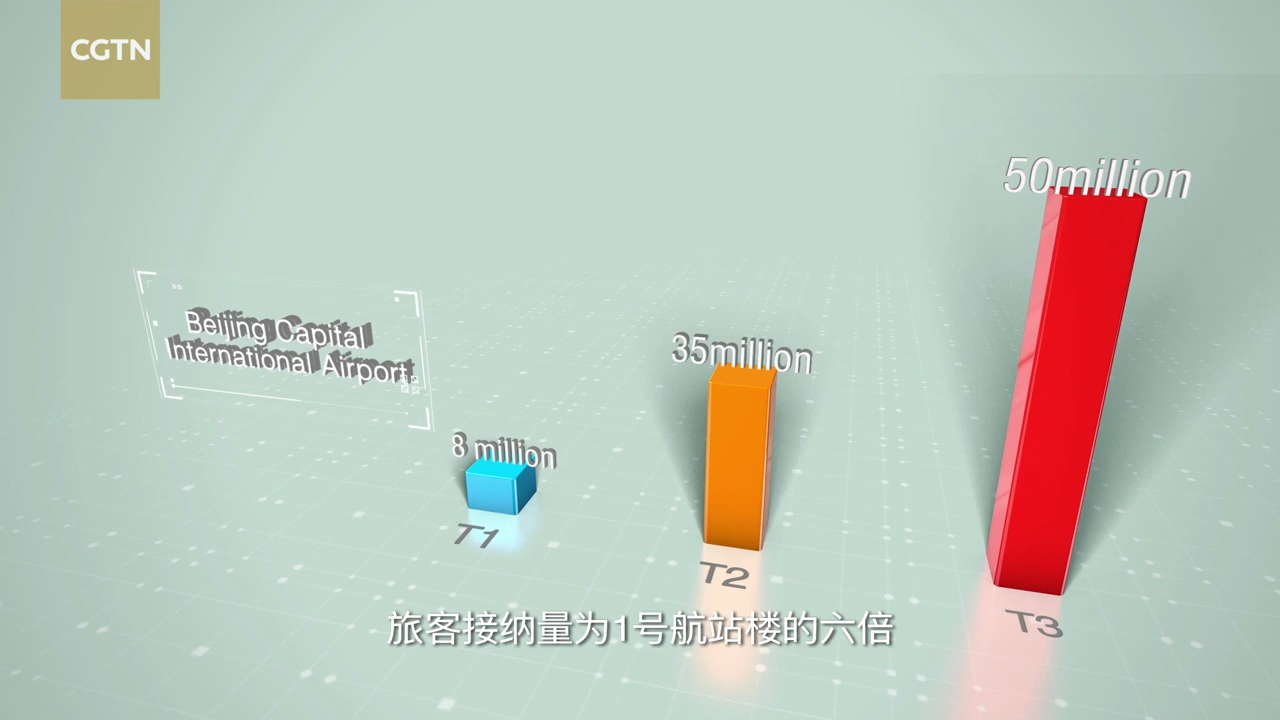 CGTN
50million
Beijing Capital
International Airport
35million
8 million
T1
T2
T3
旅客接纳量为1号航站楼的六倍